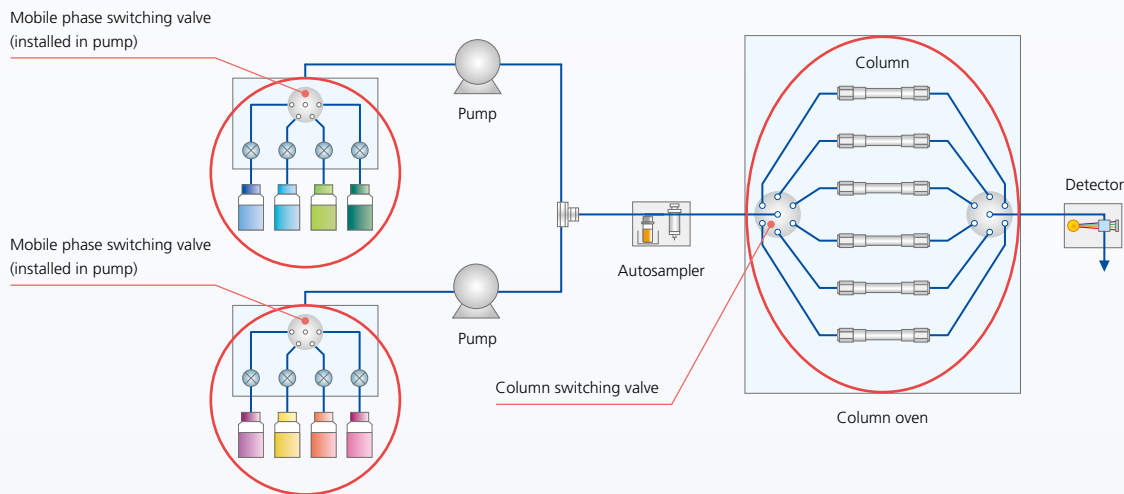 Mobile phase switching valve
(installed in pump)
Pump
Column
Detector
Mobile phase switching valve
(installed in pump)
Autosampler
Pump
Column switching valve
Column oven